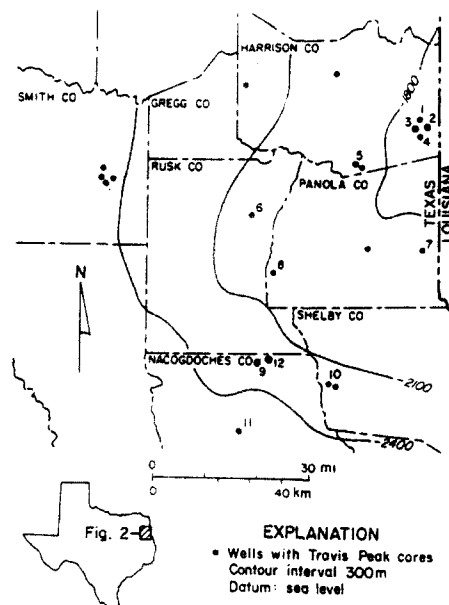 HARRISON CO
SMITH CO
GREGG CO
1800
1
3
2
4
RUSK CO
5
PANOLA CO
TEXAS
LOUISIANA
6
7
N
8
SHELBY CO
NACOGDOCHES CO
12
9
-2100
10
11
-2400
0 30 mi
0 40 km
Fig. 2-
EXPLANATION
• Wells with Travis Peak cores
Contour interval 300m
Datum: sea level